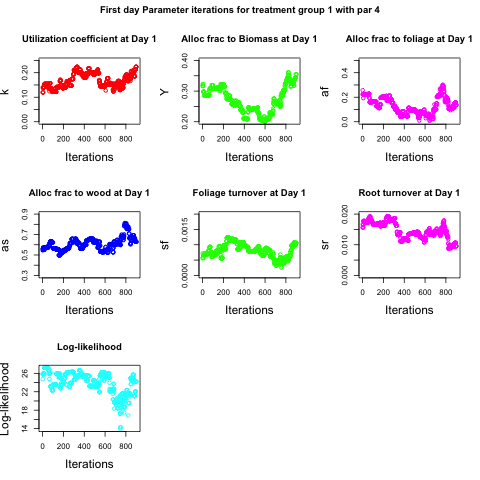 First day Parameter iterations for treatment group 1 with par 4
Utilization coefficient at Day 1
k
0.00 0.10 0.20
0 200 400 600 800
Iterations
Alloc frac to Biomass at Day 1
Y
0.20 0.30 0.40
0 200 400 600 800
Iterations
Alloc frac to foliage at Day 1
af
0.0 0.2 0.4
0 200 400 600 800
Iterations
Alloc frac to wood at Day 1
as
0.3 0.5 0.7 0.9
0 200 400 600 800
Iterations
Foliage turnover at Day 1
sf
0.0000 0.0015
0 200 400 600 800
Iterations
Root turnover at Day 1
sr
0.000 0.010 0.020
0 200 400 600 800
Iterations
Log-likelihood
Log-likelihood
14 18 22 26
0 200 400 600 800
Iterations